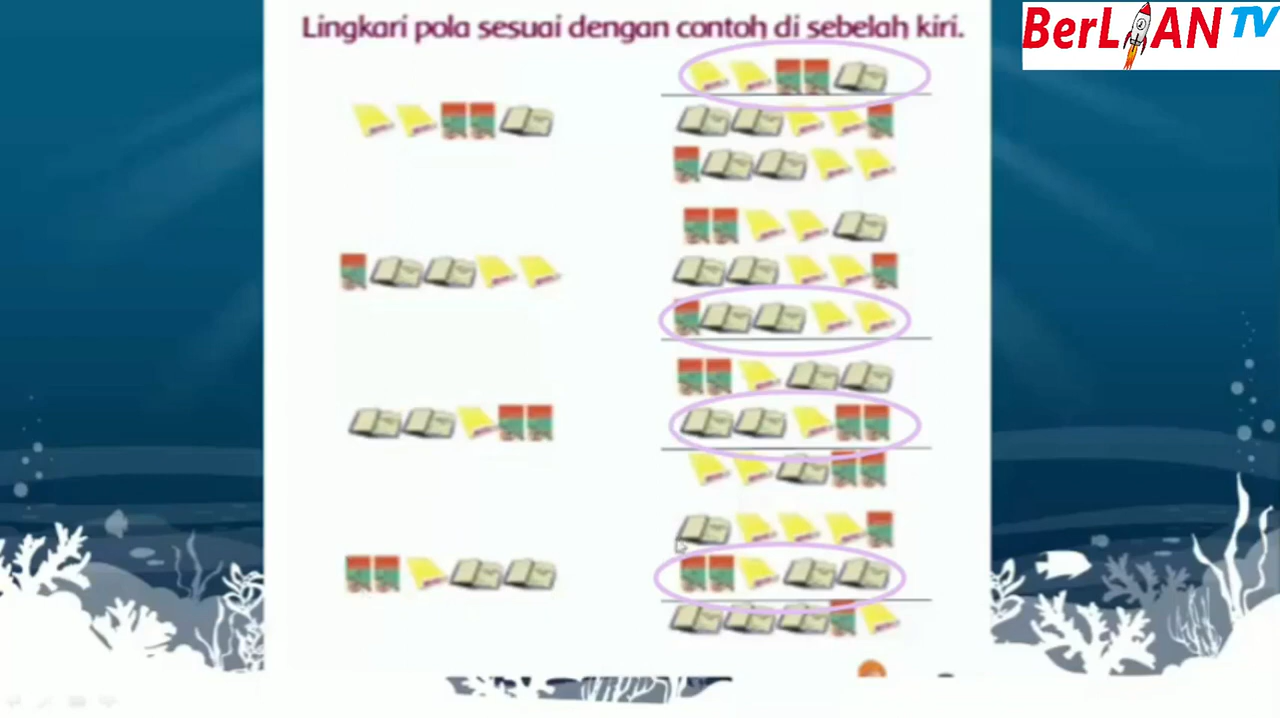 Lingkari pola sesuai dengan contoh di sebelah kiri.
BerLIAN TV